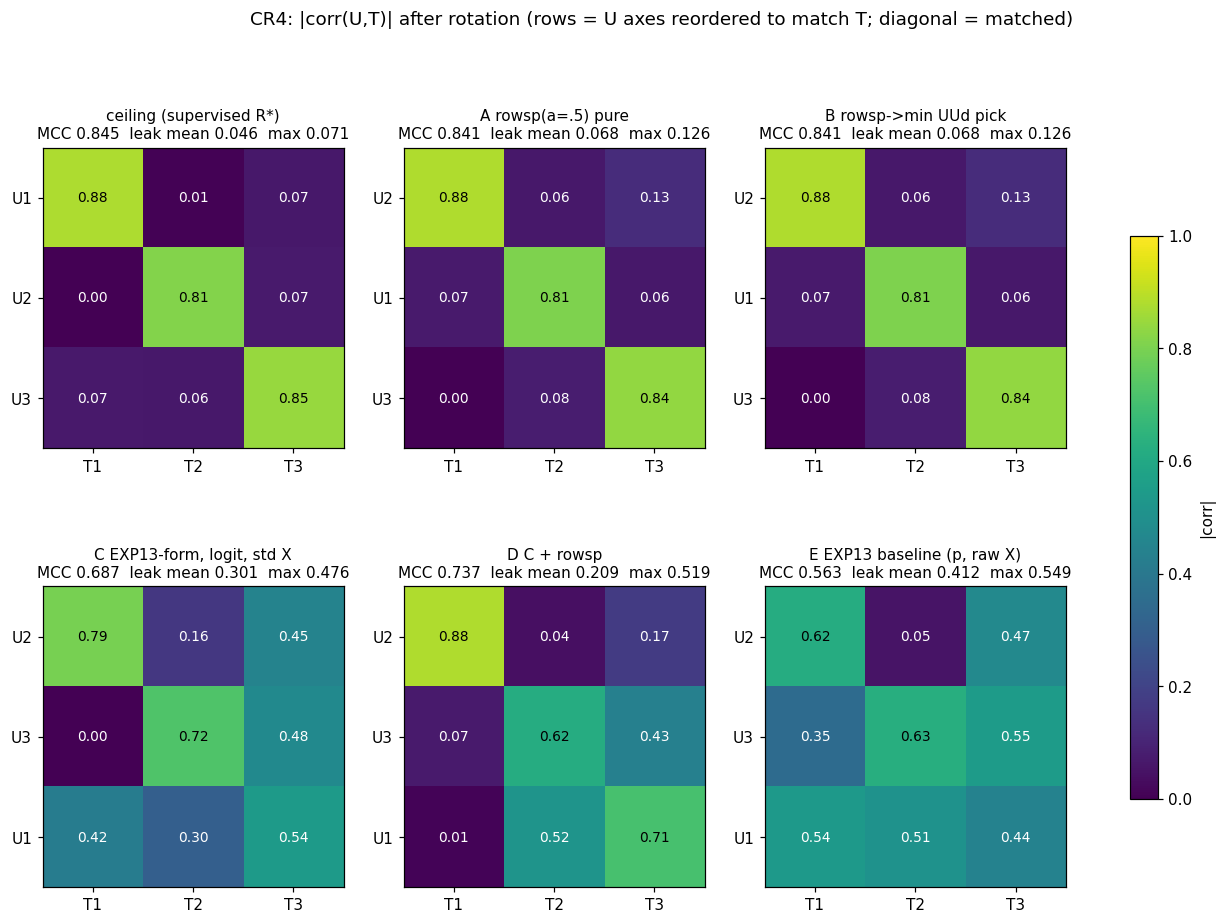 CR4: |corr(U,T)| after rotation (rows = U axes reordered to match T; diagonal = matched)
ceiling (supervised R*)
MCC 0.845 leak mean 0.046 max 0.071
U1 0.88 0.01 0.07
U2 0.00 0.81 0.07
U3 0.07 0.06 0.85
T1 T2 T3
A rowsp(a=.5) pure
MCC 0.841 leak mean 0.068 max 0.126
U2 0.88 0.06 0.13
U1 0.07 0.81 0.06
U3 0.00 0.08 0.84
T1 T2 T3
B rowsp->min UUd pick
MCC 0.841 leak mean 0.068 max 0.126
U2 0.88 0.06 0.13
U1 0.07 0.81 0.06
U3 0.00 0.08 0.84
T1 T2 T3
C EXP13-form, logit, std X
MCC 0.687 leak mean 0.301 max 0.476
U2 0.79 0.16 0.45
U3 0.00 0.72 0.48
U1 0.42 0.30 0.54
T1 T2 T3
D C + rowsp
MCC 0.737 leak mean 0.209 max 0.519
U2 0.88 0.04 0.17
U3 0.07 0.62 0.43
U1 0.01 0.52 0.71
T1 T2 T3
E EXP13 baseline (p, raw X)
MCC 0.563 leak mean 0.412 max 0.549
U2 0.62 0.05 0.47
U3 0.35 0.63 0.55
U1 0.54 0.51 0.44
T1 T2 T3
1.0
0.8
0.6
0.4
0.2
0.0
|corr|